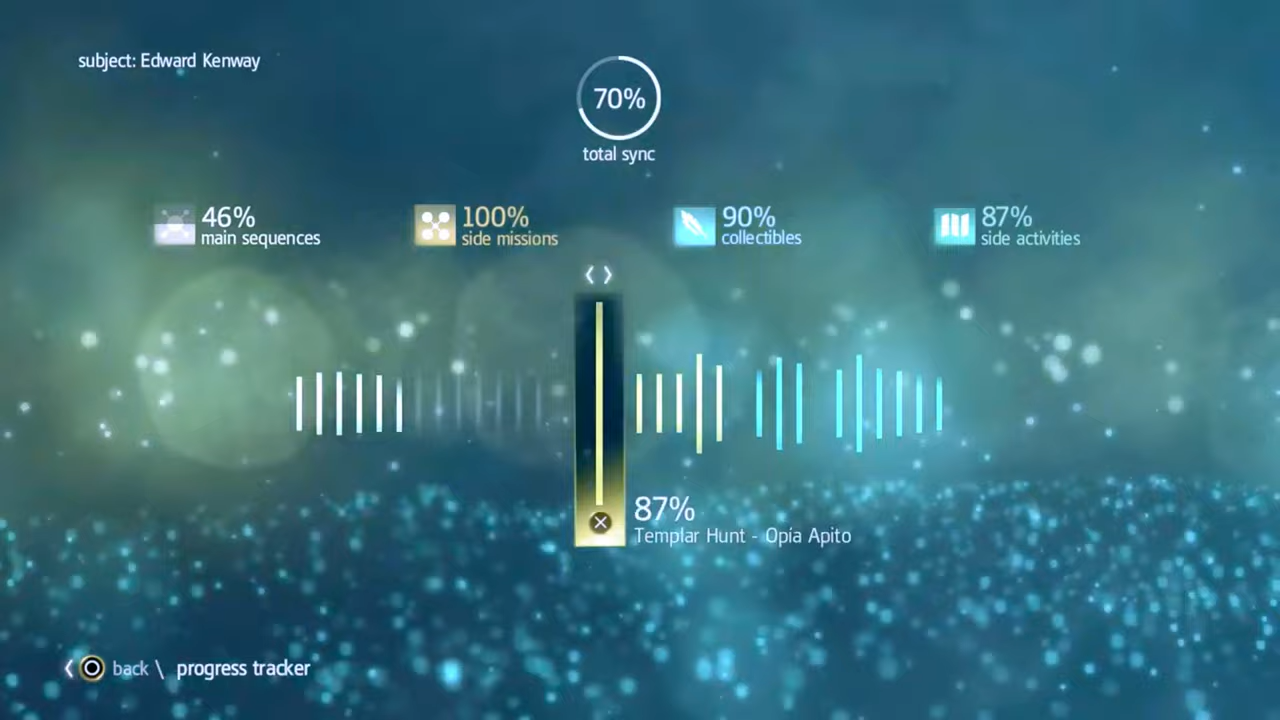 subject: Edward Kenway
70%
total sync
46%
main sequences
100%
side missions
90%
collectibles
87%
side activities
87%
Templar Hunt - Opía Apito
back \ progress tracker